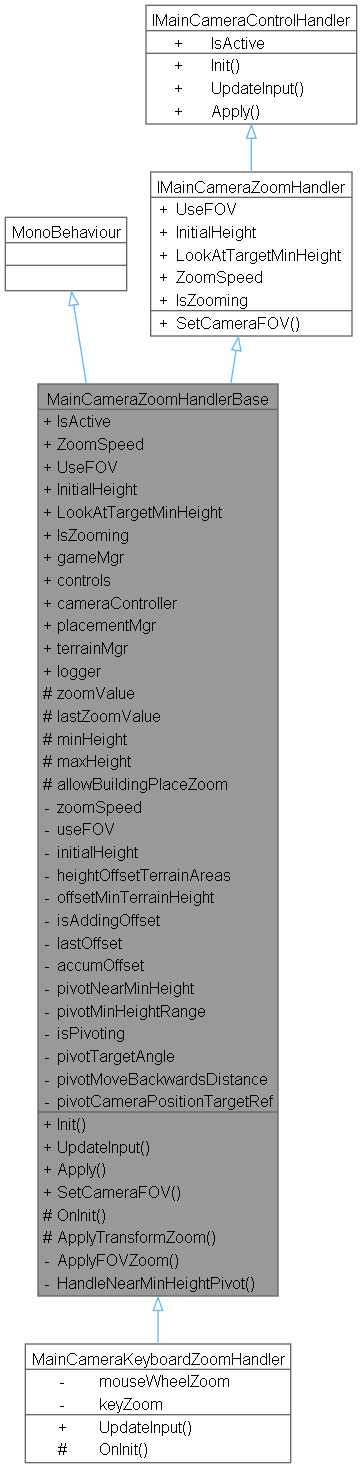 IMainCameraControlHandler
+ IsActive
+ Init()
+ UpdateInput()
+ Apply()
IMainCameraZoomHandler
+ UseFOV
+ InitialHeight
+ LookAtTargetMinHeight
+ ZoomSpeed
+ IsZooming
+ SetCameraFOV()
MonoBehaviour
MainCameraZoomHandlerBase
+ IsActive
+ ZoomSpeed
+ UseFOV
+ InitialHeight
+ LookAtTargetMinHeight
+ IsZooming
+ gameMgr
+ controls
+ cameraController
+ placementMgr
+ terrainMgr
+ logger
# zoomValue
# lastZoomValue
# minHeight
# maxHeight
# allowBuildingPlaceZoom
- zoomSpeed
- useFOV
- initialHeight
- heightOffsetTerrainAreas
- offsetMinTerrainHeight
- isAddingOffset
- lastOffset
- accumOffset
- pivotNearMinHeight
- pivotMinHeightRange
- isPivoting
- pivotTargetAngle
- pivotMoveBackwardsDistance
- pivotCameraPositionTargetRef
+ Init()
+ UpdateInput()
+ Apply()
+ SetCameraFOV()
# OnInit()
# ApplyTransformZoom()
- ApplyFOVZoom()
- HandleNearMinHeightPivot()
MainCameraKeyboardZoomHandler
- mouseWheelZoom
- keyZoom
+ UpdateInput()
# OnInit()